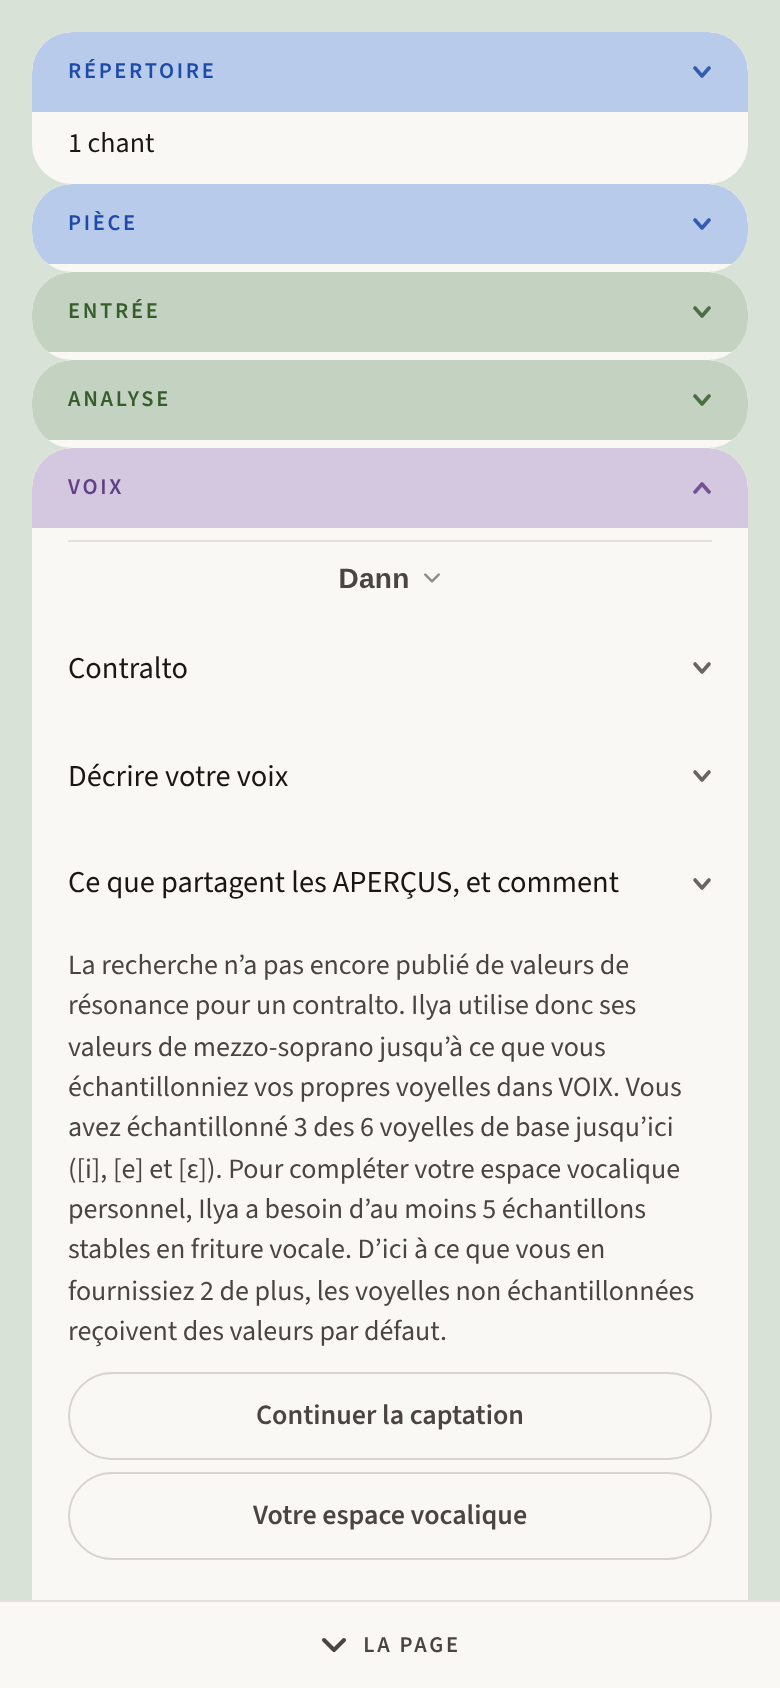 RÉPERTOIRE
1 chant
PIÈCE
ENTRÉE
ANALYSE
VOIX
Dann
Contralto
Décrire votre voix
Ce que partagent les APERÇUS, et comment
La recherche n’a pas encore publié de valeurs de
résonance pour un contralto. Ilya utilise donc ses
valeurs de mezzo-soprano jusqu’à ce que vous
échantillonniez vos propres voyelles dans VOIX. Vous
avez échantillonné 3 des 6 voyelles de base jusqu’ici
([i], [e] et [ɛ]). Pour compléter votre espace vocalique
personnel, Ilya a besoin d’au moins 5 échantillons
stables en friture vocale. D’ici à ce que vous en
fournissiez 2 de plus, les voyelles non échantillonnées
reçoivent des valeurs par défaut.
Continuer la captation
Votre espace vocalique
LA PAGE